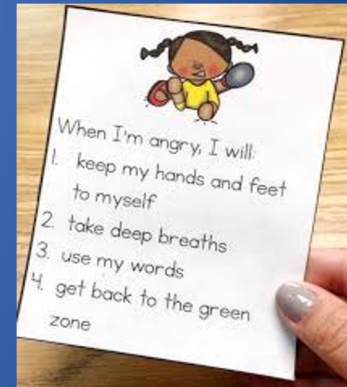 When I'm angry, I will:
1. keep my hands and feet
to myself
2. take deep breaths
3. use my words
4. get back to the green
zone